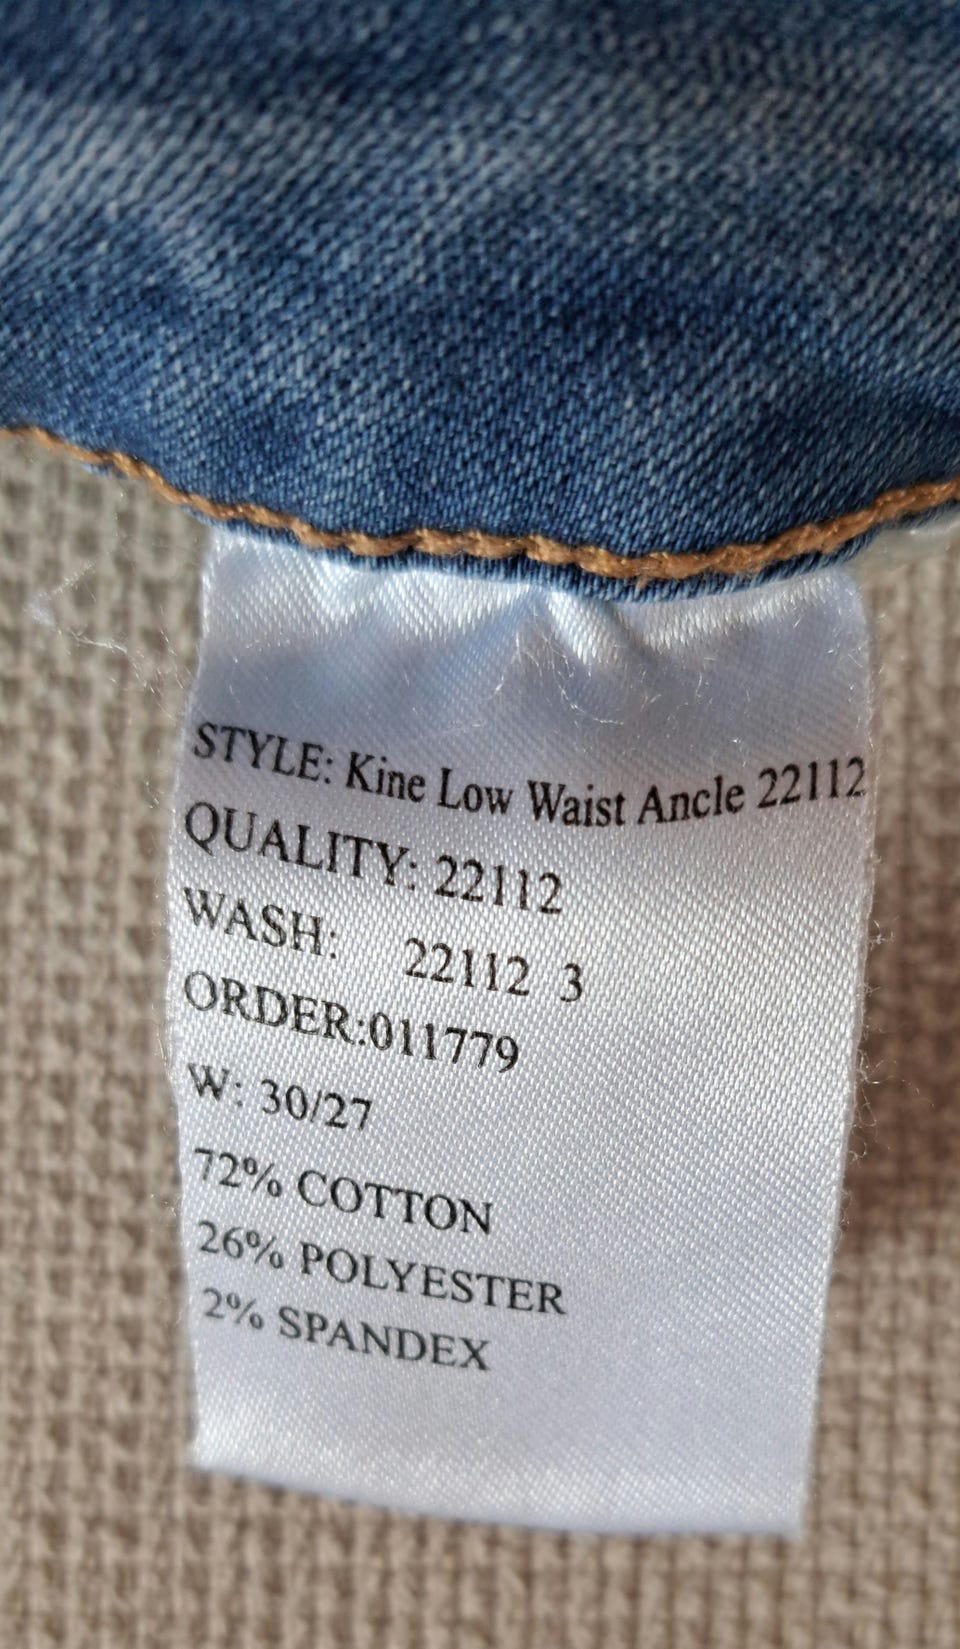 STYLE: Kine Low Waist Ancle 22112
QUALITY: 22112
WASH: 22112 3
ORDER:011779
W: 30/27
72% COTTON
26% POLYESTER
2% SPANDEX